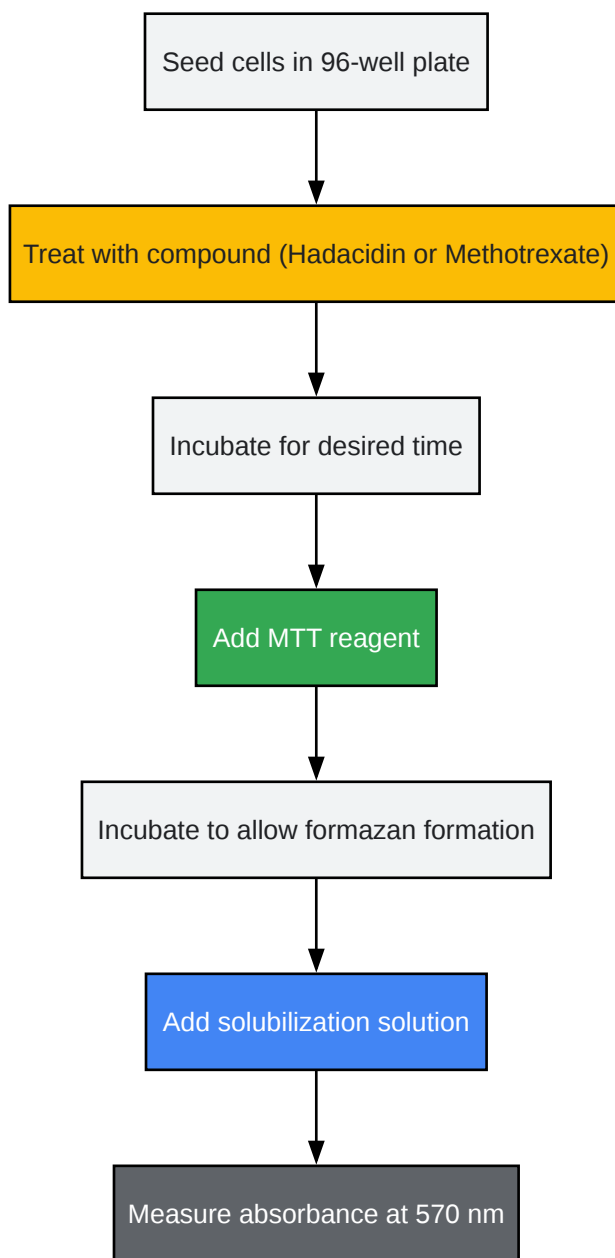 Seed cells in 96-well plate
Treat with compound (Hadacidin or Methotrexate)
Incubate for desired time
Add MTT reagent
Incubate to allow formazan formation
Add solubilization solution
Measure absorbance at 570 nm